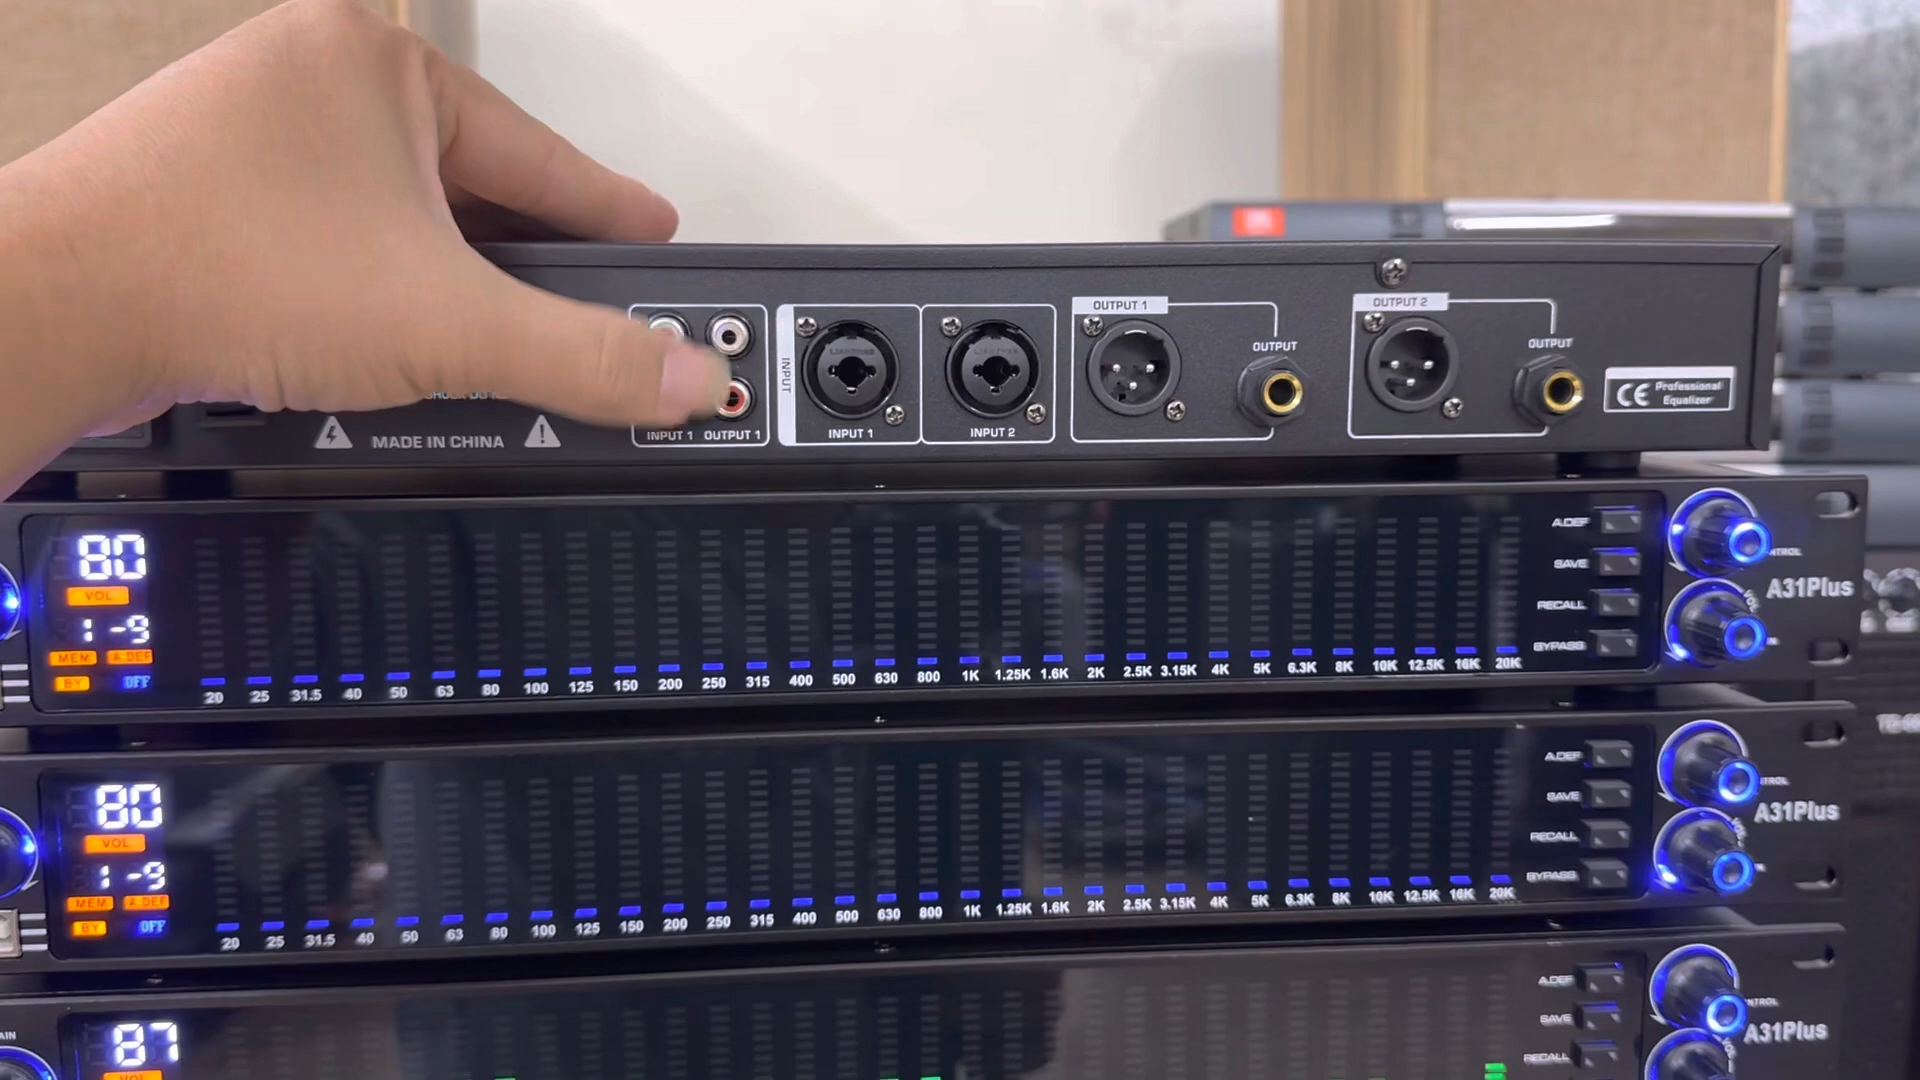 OUTPUT 1
OUTPUT 2
OUTPUT
OUTPUT
INPUT
CE Professional
Equalizer
MADE IN CHINA
INPUT 1 OUTPUT 1
INPUT 1
INPUT 2
80
VOL
1 -9
MEM A.DEF
BY OFF
20 25 31.5 40 50 63 80 100 125 150 200 250 315 400 500 630 800 1K 1.25K 1.6K 2K 2.5K 3.15K 4K 5K 6.3K 8K 10K 12.5K 16K 20K
A.DEF
SAVE
RECALL
BYPASS
A31Plus
80
VOL
1 -9
MEM A.DEF
BY OFF
20 25 31.5 40 50 63 80 100 125 150 200 250 315 400 500 630 800 1K 1.25K 1.6K 2K 2.5K 3.15K 4K 5K 6.3K 8K 10K 12.5K 16K 20K
A.DEF
SAVE
RECALL
BYPASS
A31Plus
87
VOL
A.DEF
SAVE
RECALL
A31Plus